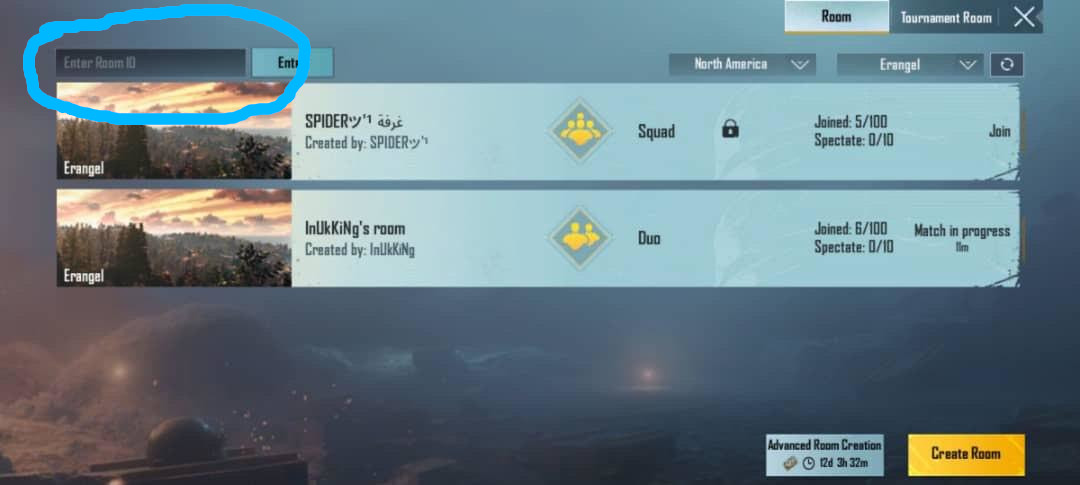 Room
Tournament Room
Enter Room ID
North America
Erangel
SPIDERツ'1 غرفة
Created by: SPIDERツ'1
Squad
Joined: 5/100
Spectate: 0/10
Join
Erangel
InUkKiNg's room
Created by: InUkKiNg
Duo
Joined: 6/100
Spectate: 0/10
Match in progress
11m
Erangel
Advanced Room Creation
12d 3h 32m
Create Room